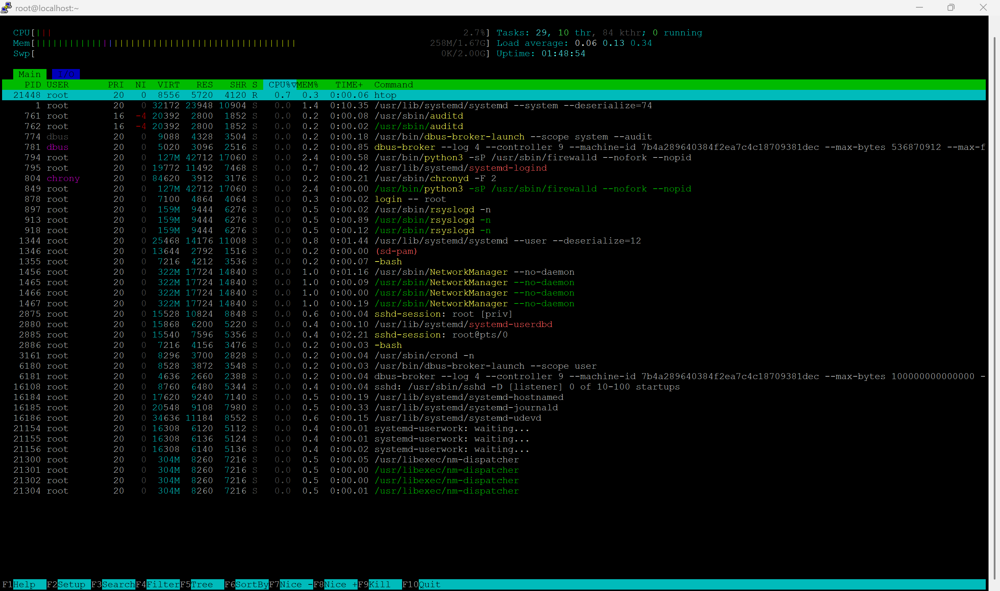 root@localhost:~
CPU[||| 2.7%] Tasks: 29, 10 thr, 84 kthr; 0 running
Mem[||||||||||||||||||||||||||||||||||||||||||||||| 258M/1.67G] Load average: 0.06 0.13 0.34
Swp[ 0K/2.00G] Uptime: 01:48:54
Main I/O
PID USER PRI NI VIRT RES SHR S CPU%▽MEM% TIME+ Command
21448 root 20 0 8556 5720 4120 R 0.7 0.3 0:00.06 htop
1 root 20 0 32172 23948 10904 S 0.0 1.4 0:10.35 /usr/lib/systemd/systemd --system --deserialize=74
761 root 16 -4 20392 2800 1852 S 0.0 0.2 0:00.08 /usr/sbin/auditd
762 root 16 -4 20392 2800 1852 S 0.0 0.2 0:00.02 /usr/sbin/auditd
774 dbus 20 0 9088 4328 3504 S 0.0 0.2 0:00.18 /usr/bin/dbus-broker-launch --scope system --audit
781 dbus 20 0 5020 3096 2516 S 0.0 0.2 0:00.85 dbus-broker --log 4 --controller 9 --machine-id 7b4a289640384f2ea7c4c18709381dec --max-bytes 536870912 --max-f
794 root 20 0 127M 42712 17060 S 0.0 2.4 0:00.58 /usr/bin/python3 -sP /usr/sbin/firewalld --nofork --nopid
795 root 20 0 19772 11492 7468 S 0.0 0.7 0:00.42 /usr/lib/systemd/systemd-logind
804 chrony 20 0 84620 3912 3176 S 0.0 0.2 0:00.21 /usr/sbin/chronyd -F 2
849 root 20 0 127M 42712 17060 S 0.0 2.4 0:00.00 /usr/bin/python3 -sP /usr/sbin/firewalld --nofork --nopid
878 root 20 0 7100 4864 4064 S 0.0 0.3 0:00.02 login -- root
897 root 20 0 159M 9444 6276 S 0.0 0.5 0:00.02 /usr/sbin/rsyslogd -n
913 root 20 0 159M 9444 6276 S 0.0 0.5 0:00.89 /usr/sbin/rsyslogd -n
918 root 20 0 159M 9444 6276 S 0.0 0.5 0:00.12 /usr/sbin/rsyslogd -n
1344 root 20 0 25468 14176 11008 S 0.0 0.8 0:01.44 /usr/lib/systemd/systemd --user --deserialize=12
1346 root 20 0 13644 2792 1516 S 0.0 0.2 0:00.00 (sd-pam)
1355 root 20 0 7216 4212 3536 S 0.0 0.2 0:00.07 -bash
1456 root 20 0 322M 17724 14840 S 0.0 1.0 0:01.16 /usr/sbin/NetworkManager --no-daemon
1465 root 20 0 322M 17724 14840 S 0.0 1.0 0:00.09 /usr/sbin/NetworkManager --no-daemon
1466 root 20 0 322M 17724 14840 S 0.0 1.0 0:00.00 /usr/sbin/NetworkManager --no-daemon
1467 root 20 0 322M 17724 14840 S 0.0 1.0 0:00.19 /usr/sbin/NetworkManager --no-daemon
2875 root 20 0 15528 10824 8848 S 0.0 0.6 0:00.04 sshd-session: root [priv]
2880 root 20 0 15868 6200 5220 S 0.0 0.4 0:00.10 /usr/lib/systemd/systemd-userdbd
2885 root 20 0 15540 7596 5356 S 0.0 0.4 0:02.21 sshd-session: root@pts/0
2886 root 20 0 7216 4156 3476 S 0.0 0.2 0:00.03 -bash
3161 root 20 0 8296 3700 2828 S 0.0 0.2 0:00.04 /usr/sbin/crond -n
6180 root 20 0 8528 3872 3548 S 0.0 0.2 0:00.03 /usr/bin/dbus-broker-launch --scope user
6181 root 20 0 4636 2660 2388 S 0.0 0.2 0:00.04 dbus-broker --log 4 --controller 9 --machine-id 7b4a289640384f2ea7c4c18709381dec --max-bytes 100000000000000 -
16108 root 20 0 8760 6480 5344 S 0.0 0.4 0:00.04 sshd: /usr/sbin/sshd -D [listener] 0 of 10-100 startups
16184 root 20 0 17620 9240 7140 S 0.0 0.5 0:00.19 /usr/lib/systemd/systemd-hostnamed
16185 root 20 0 20548 9108 7980 S 0.0 0.5 0:00.33 /usr/lib/systemd/systemd-journald
16186 root 20 0 34636 11184 8552 S 0.0 0.6 0:00.15 /usr/lib/systemd/systemd-udevd
21154 root 20 0 16308 6120 5112 S 0.0 0.4 0:00.01 systemd-userwork: waiting...
21155 root 20 0 16308 6136 5124 S 0.0 0.4 0:00.01 systemd-userwork: waiting...
21156 root 20 0 16308 6140 5136 S 0.0 0.4 0:00.02 systemd-userwork: waiting...
21300 root 20 0 304M 8260 7216 S 0.0 0.5 0:00.05 /usr/libexec/nm-dispatcher
21301 root 20 0 304M 8260 7216 S 0.0 0.5 0:00.00 /usr/libexec/nm-dispatcher
21302 root 20 0 304M 8260 7216 S 0.0 0.5 0:00.00 /usr/libexec/nm-dispatcher
21304 root 20 0 304M 8260 7216 S 0.0 0.5 0:00.01 /usr/libexec/nm-dispatcher
F1Help F2Setup F3SearchF4FilterF5Tree F6SortByF7Nice -F8Nice +F9Kill F10Quit